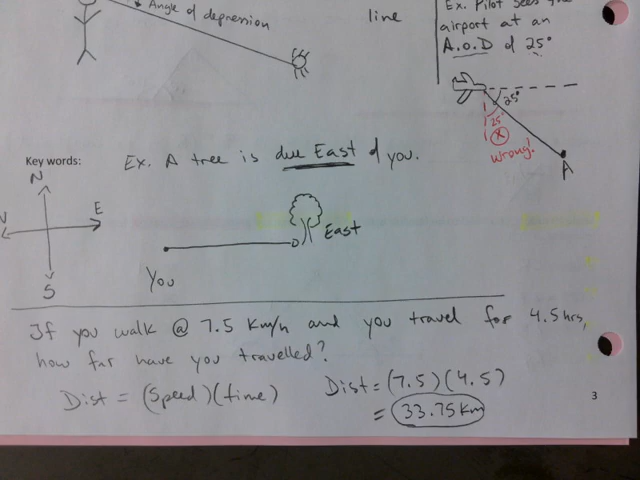 Angle of depression
line
Ex. Pilot sees the
airport at an
A.o.D of 25°
25°
25°
X
wrong!
A
Key words:
Ex. A tree is due East of you.
N
E
S
East
You
If you walk @ 7.5 km/h and you travel for 4.5hrs,
how far have you travelled?
Dist = (Speed)(time)
Dist = (7.5)(4.5)
= 33.75 km
3